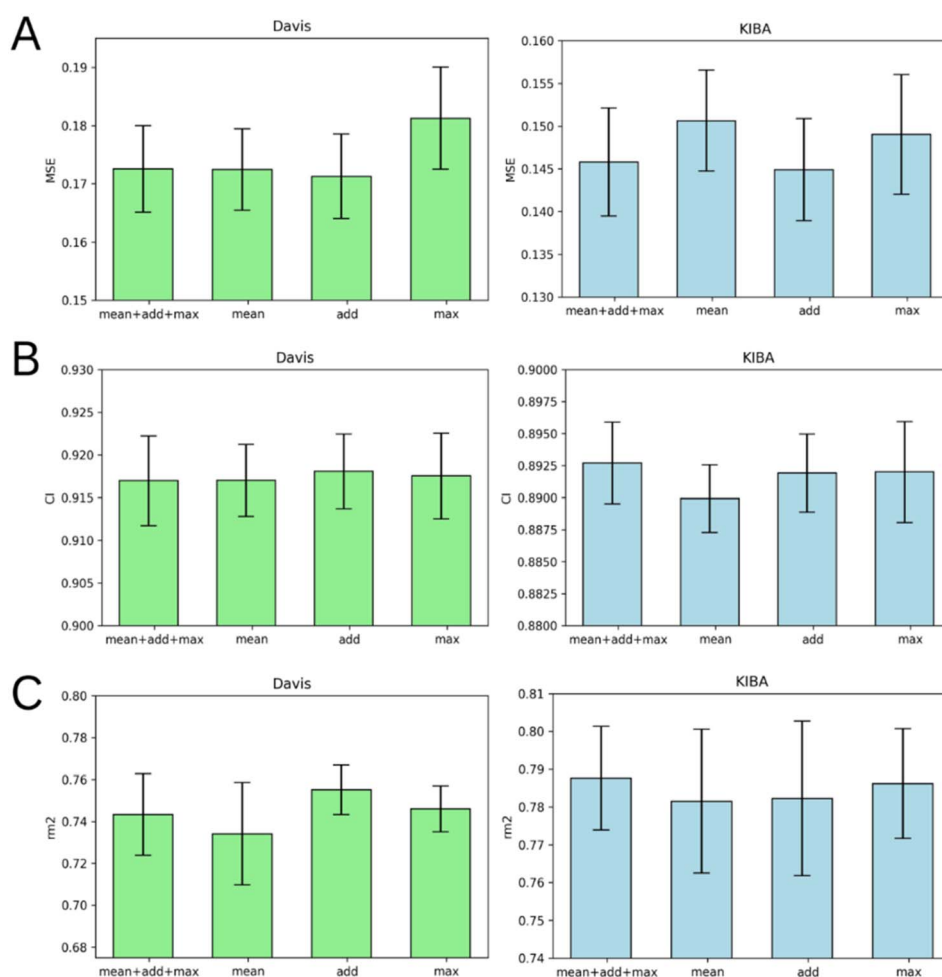 A
Davis
0.19
0.18
0.17
0.16
0.15
MSE
mean+add+max mean add max
KIBA
0.160
0.155
0.150
0.145
0.140
0.135
0.130
MSE
mean+add+max mean add max
B
Davis
0.930
0.925
0.920
0.915
0.910
0.905
0.900
CI
mean+add+max mean add max
KIBA
0.9000
0.8975
0.8950
0.8925
0.8900
0.8875
0.8850
0.8825
0.8800
CI
mean+add+max mean add max
C
Davis
0.80
0.78
0.76
0.74
0.72
0.70
0.68
rm2
mean+add+max mean add max
KIBA
0.81
0.80
0.79
0.78
0.77
0.76
0.75
0.74
rm2
mean+add+max mean add max